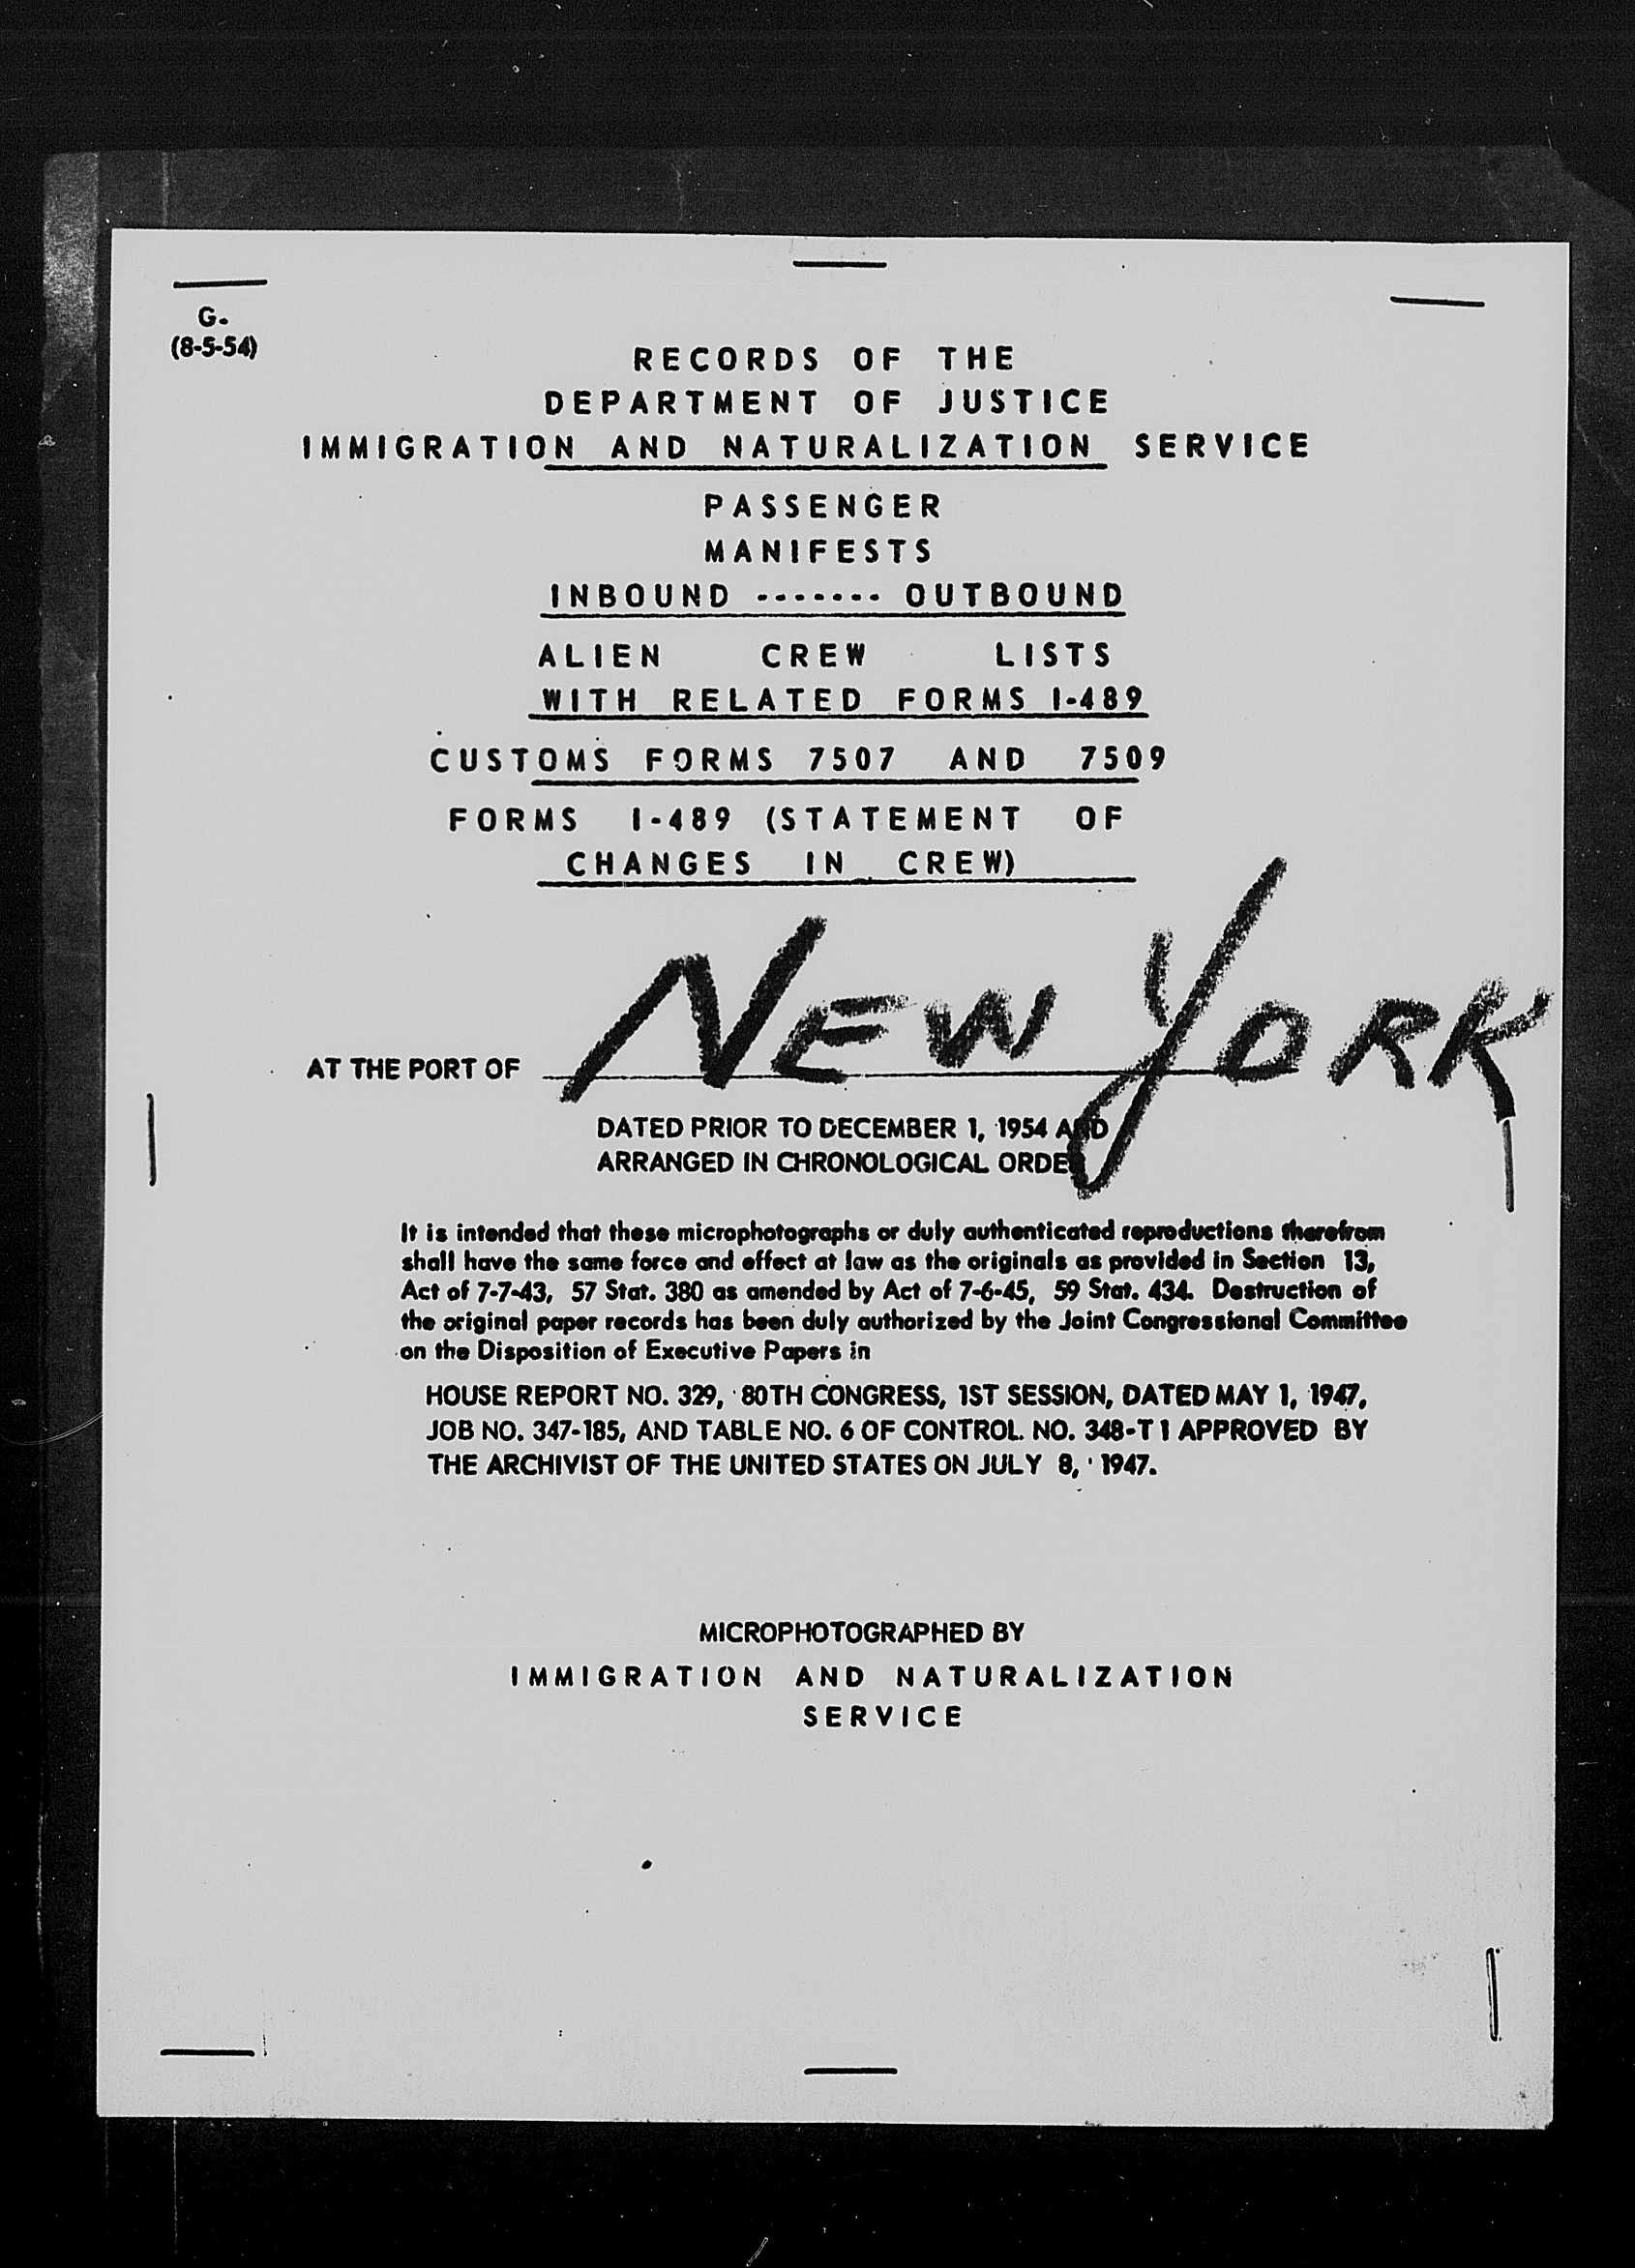 G.
(8-5-54)
RECORDS OF THE
DEPARTMENT OF JUSTICE
IMMIGRATION AND NATURALIZATION SERVICE
PASSENGER
MANIFESTS
INBOUND ------- OUTBOUND
ALIEN CREW LISTS
WITH RELATED FORMS I-489
CUSTOMS FORMS 7507 AND 7509
FORMS I-489 (STATEMENT OF
CHANGES IN CREW)
AT THE PORT OF NEW YORK
DATED PRIOR TO DECEMBER 1, 1954 AND
ARRANGED IN CHRONOLOGICAL ORDER
It is intended that these microphotographs or duly authenticated reproductions therefrom
shall have the same force and effect at law as the originals as provided in Section 13,
Act of 7-7-43, 57 Stat. 380 as amended by Act of 7-6-45, 59 Stat. 434. Destruction of
the original paper records has been duly authorized by the Joint Congressional Committee
on the Disposition of Executive Papers in
HOUSE REPORT NO. 329, 80TH CONGRESS, 1ST SESSION, DATED MAY 1, 1947,
JOB NO. 347-185, AND TABLE NO. 6 OF CONTROL NO. 348-T1 APPROVED BY
THE ARCHIVIST OF THE UNITED STATES ON JULY 8, 1947.
MICROPHOTOGRAPHED BY
IMMIGRATION AND NATURALIZATION
SERVICE